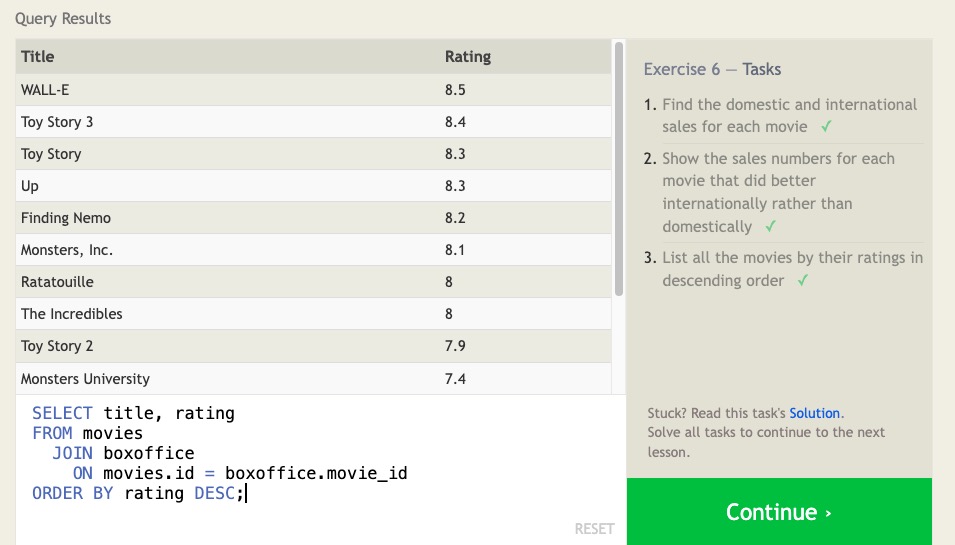 Query Results
Title Rating
WALL-E 8.5
Toy Story 3 8.4
Toy Story 8.3
Up 8.3
Finding Nemo 8.2
Monsters, Inc. 8.1
Ratatouille 8
The Incredibles 8
Toy Story 2 7.9
Monsters University 7.4
SELECT title, rating
FROM movies
  JOIN boxoffice
    ON movies.id = boxoffice.movie_id
ORDER BY rating DESC;
RESET
Exercise 6 — Tasks
1. Find the domestic and international
sales for each movie ✓
2. Show the sales numbers for each
movie that did better
internationally rather than
domestically ✓
3. List all the movies by their ratings in
descending order ✓
Stuck? Read this task's Solution.
Solve all tasks to continue to the next
lesson.
Continue ›